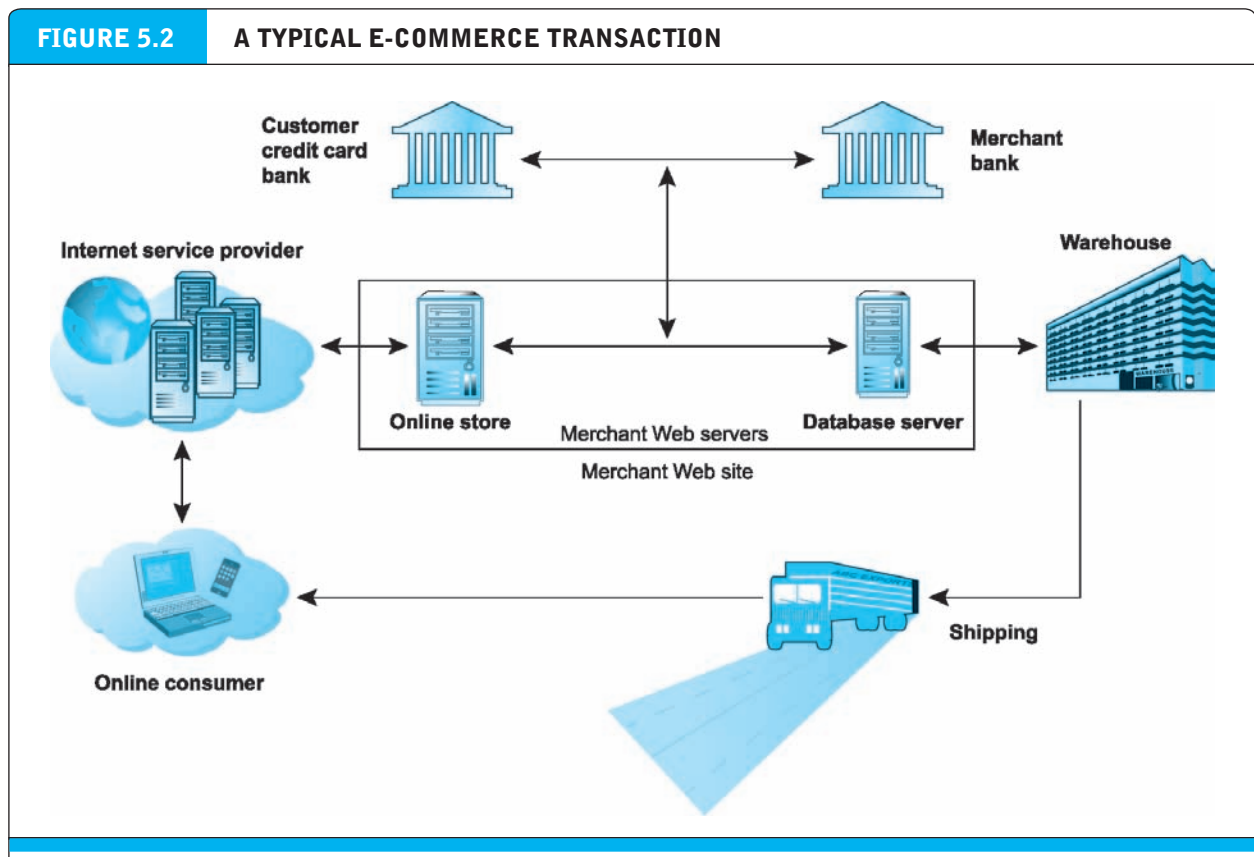 FIGURE 5.2
A TYPICAL E-COMMERCE TRANSACTION
Customer
credit card
bank
Merchant
bank
Internet service provider
Warehouse
WAREHOUSE
Online store
Database server
Merchant Web servers
Merchant Web site
Online consumer
Shipping